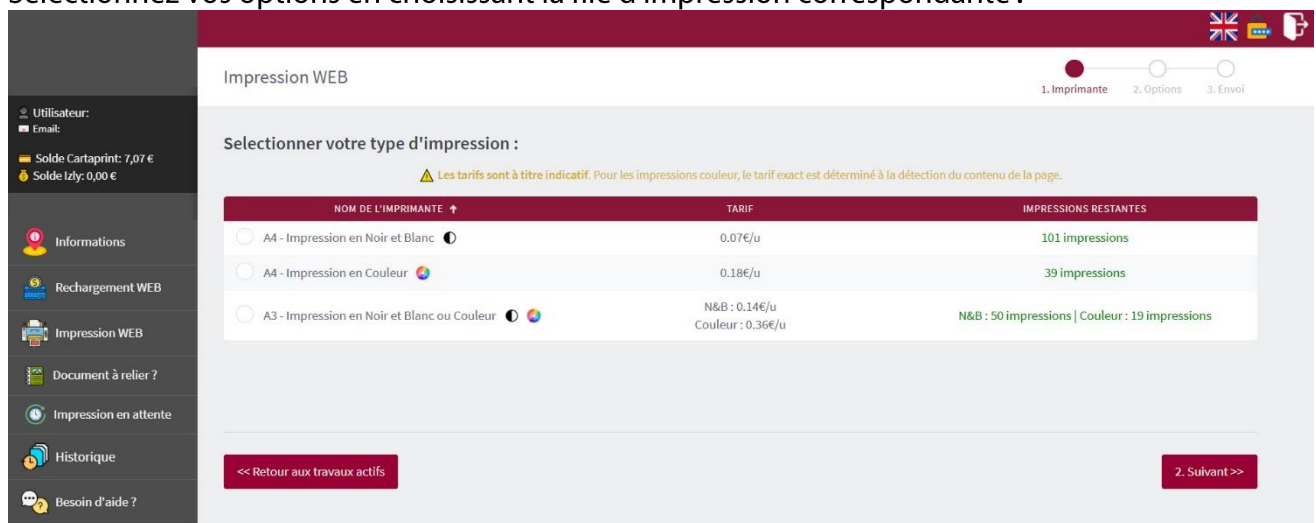 Sélectionnez vos options en choisissant la file d'impression correspondante :
Impression WEB
1. Imprimante 2. Options 3. Envoi
Utilisateur:
Email:
Solde Cartaprint: 7,07 €
Solde Izly: 0,00 €
Informations
Rechargement WEB
Impression WEB
Document à relier ?
Impression en attente
Historique
Besoin d'aide ?
Selectionner votre type d'impression :
Les tarifs sont à titre indicatif. Pour les impressions couleur, le tarif exact est déterminé à la détection du contenu de la page.
NOM DE L'IMPRIMANTE ↑ TARIF IMPRESSIONS RESTANTES
A4 - Impression en Noir et Blanc 0.07€/u 101 impressions
A4 - Impression en Couleur 0.18€/u 39 impressions
A3 - Impression en Noir et Blanc ou Couleur N&B : 0.14€/u N&B : 50 impressions | Couleur : 19 impressions
Couleur : 0.36€/u
<< Retour aux travaux actifs 2. Suivant >>